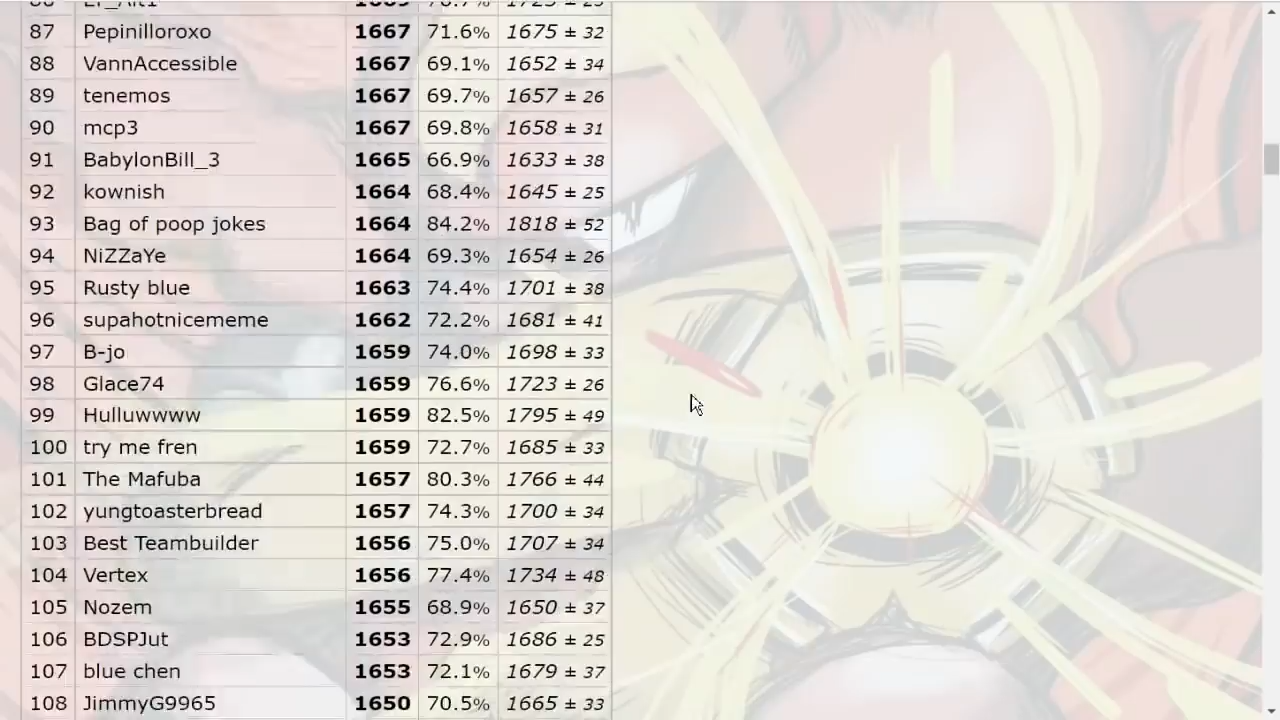 87 Pepinilloroxo 1667 71.6% 1675 ± 32
88 VannAccessible 1667 69.1% 1652 ± 34
89 tenemos 1667 69.7% 1657 ± 26
90 mcp3 1667 69.8% 1658 ± 31
91 BabylonBill_3 1665 66.9% 1633 ± 38
92 kownish 1664 68.4% 1645 ± 25
93 Bag of poop jokes 1664 84.2% 1818 ± 52
94 NiZZaYe 1664 69.3% 1654 ± 26
95 Rusty blue 1663 74.4% 1701 ± 38
96 supahotnicememe 1662 72.2% 1681 ± 41
97 B-jo 1659 74.0% 1698 ± 33
98 Glace74 1659 76.6% 1723 ± 26
99 Hulluwwww 1659 82.5% 1795 ± 49
100 try me fren 1659 72.7% 1685 ± 33
101 The Mafuba 1657 80.3% 1766 ± 44
102 yungtoasterbread 1657 74.3% 1700 ± 34
103 Best Teambuilder 1656 75.0% 1707 ± 34
104 Vertex 1656 77.4% 1734 ± 48
105 Nozem 1655 68.9% 1650 ± 37
106 BDSPJut 1653 72.9% 1686 ± 25
107 blue chen 1653 72.1% 1679 ± 37
108 JimmyG9965 1650 70.5% 1665 ± 33